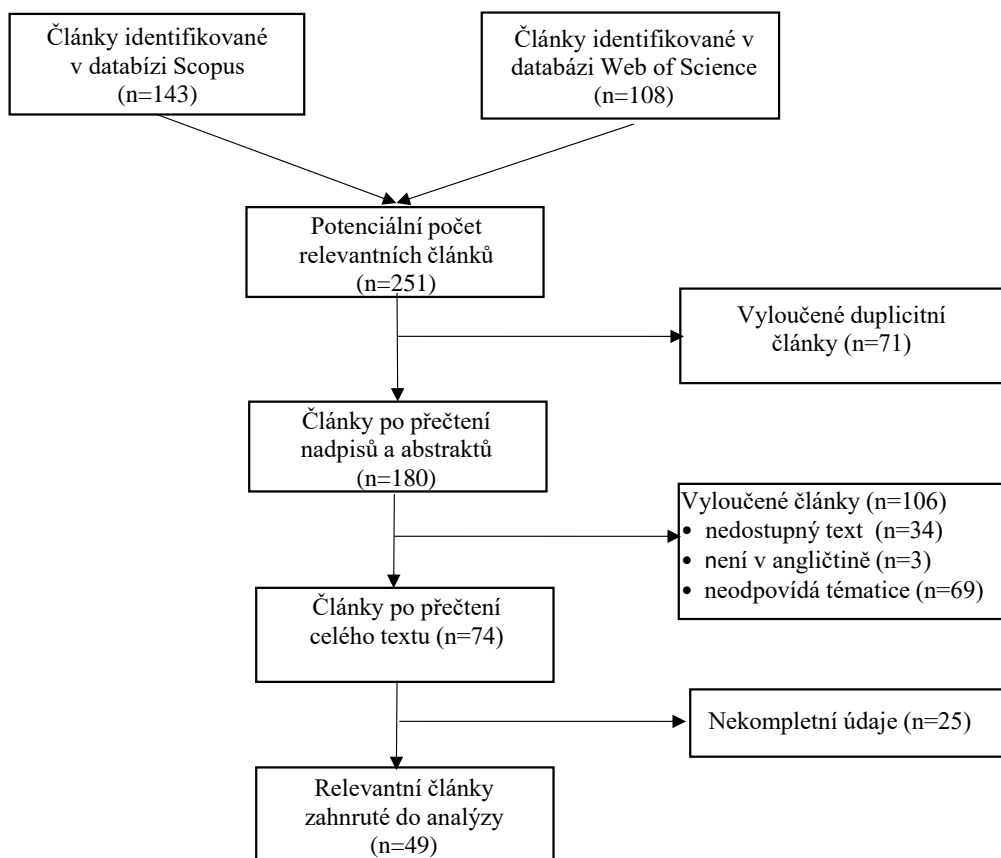 Články identifikované
v databízi Scopus
(n=143)
Články identifikované v
databázi Web of Science
(n=108)
Potenciální počet
relevantních článků
(n=251)
Vyloučené duplicitní
články (n=71)
Články po přečtení
nadpisů a abstraktů
(n=180)
Vyloučené články (n=106)
• nedostupný text (n=34)
• není v angličtině (n=3)
• neodpovídá tématice (n=69)
Články po přečtení
celého textu (n=74)
Nekompletní údaje (n=25)
Relevantní články
zahnruté do analýzy
(n=49)